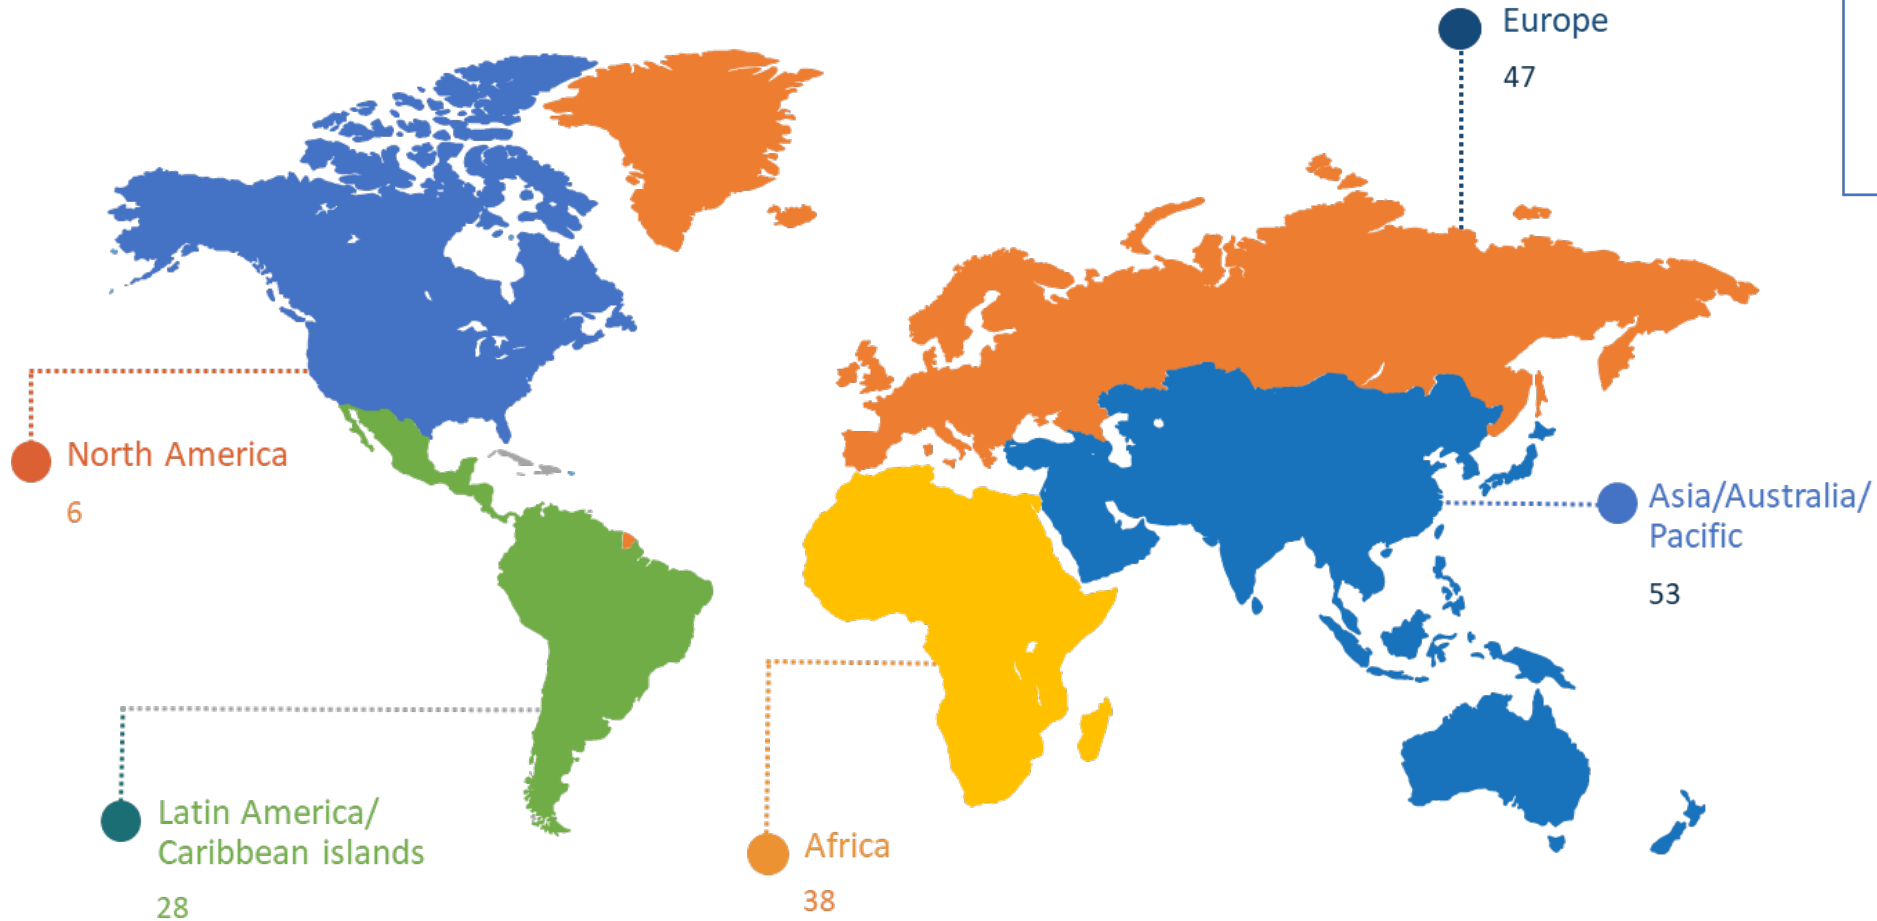 Europe
47
North America
6
Asia/Australia/
Pacific
53
Latin America/
Caribbean islands
28
Africa
38